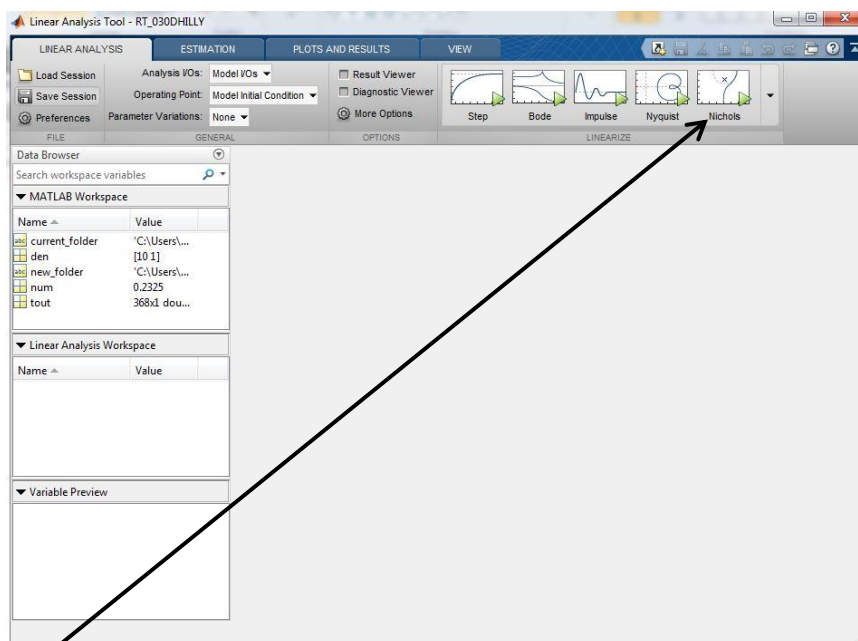 Linear Analysis Tool - RT_030DHILLY
LINEAR ANALYSIS ESTIMATION PLOTS AND RESULTS VIEW
Load Session Analysis I/Os: Model I/Os Result Viewer
Save Session Operating Point: Model Initial Condition Diagnostic Viewer
Preferences Parameter Variations: None More Options
Step Bode Impulse Nyquist Nichols
FILE GENERAL OPTIONS LINEARIZE
Data Browser
Search workspace variables
MATLAB Workspace
Name Value
abc current_folder 'C:\Users\...
den [10 1]
abc new_folder 'C:\Users\...
num 0.2325
tout 368x1 dou...
Linear Analysis Workspace
Name Value
Variable Preview